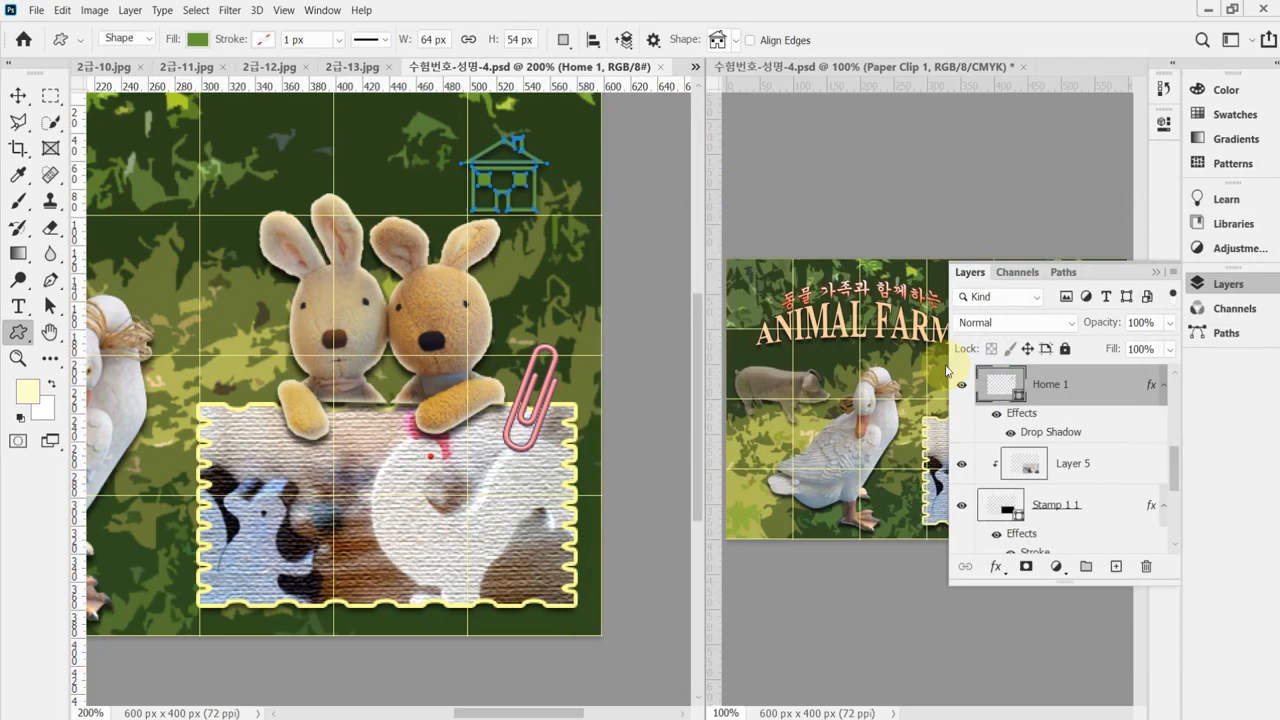 Ps File Edit Image Layer Type Select Filter 3D View Window Help
Shape Fill: Stroke: 1 px W: 64 px H: 54 px Shape: Align Edges
2급-10.jpg × 2급-11.jpg × 2급-12.jpg × 2급-13.jpg × 수험번호-성명-4.psd @ 200% (Home 1, RGB/8#) ×
수험번호-성명-4.psd @ 100% (Paper Clip 1, RGB/8/CMYK) * ×
220 260 280 300 320 340 360 380 400 420 440 460 480 500 520 540 560 580 600 620 640
동물 가족과 함께하는
ANIMAL FARM
Color
Swatches
Gradients
Patterns
Learn
Libraries
Adjustme...
Layers
Channels
Paths
Layers Channels Paths
Kind
Normal Opacity: 100%
Lock: Fill: 100%
Home 1 fx
Effects
Drop Shadow
Layer 5
Stamp 1 1 fx
Effects
Stroke
fx
200% 600 px x 400 px (72 ppi)
100% 600 px x 400 px (72 ppi)